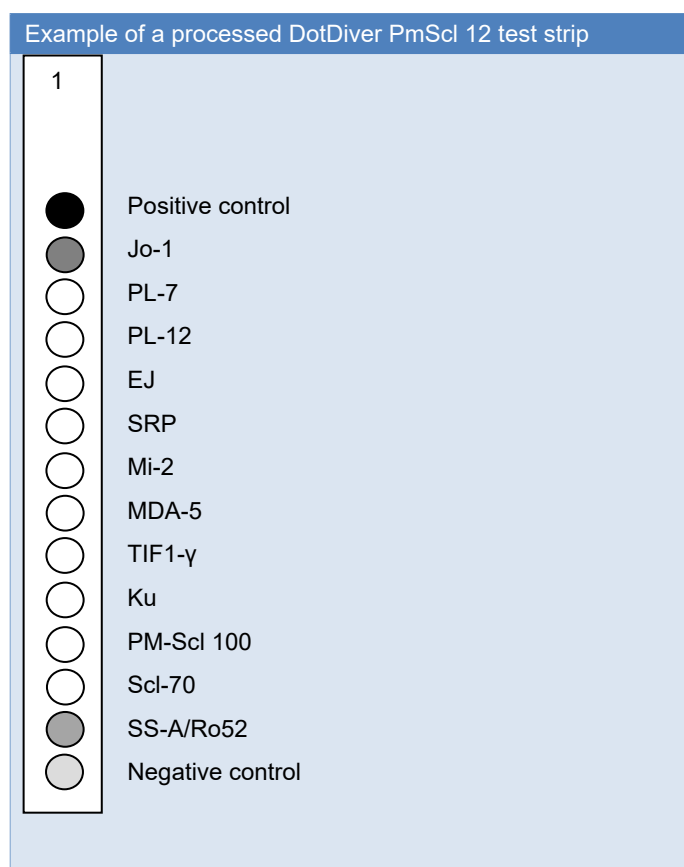 Example of a processed DotDiver PmScl 12 test strip
1
Positive control
Jo-1
PL-7
PL-12
EJ
SRP
Mi-2
MDA-5
TIF1-γ
Ku
PM-Scl 100
Scl-70
SS-A/Ro52
Negative control